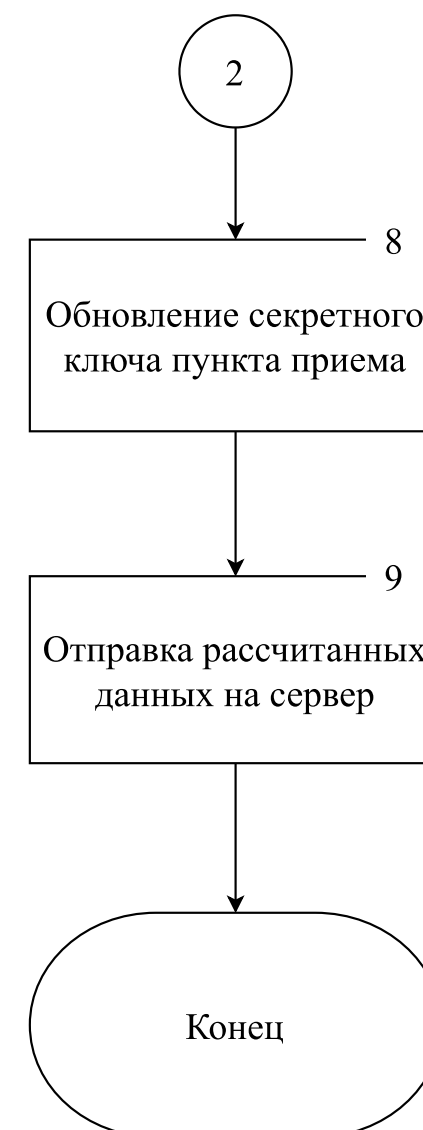 2
8
Обновление секретного
ключа пункта приема
9
Отправка рассчитанных
данных на сервер
Конец